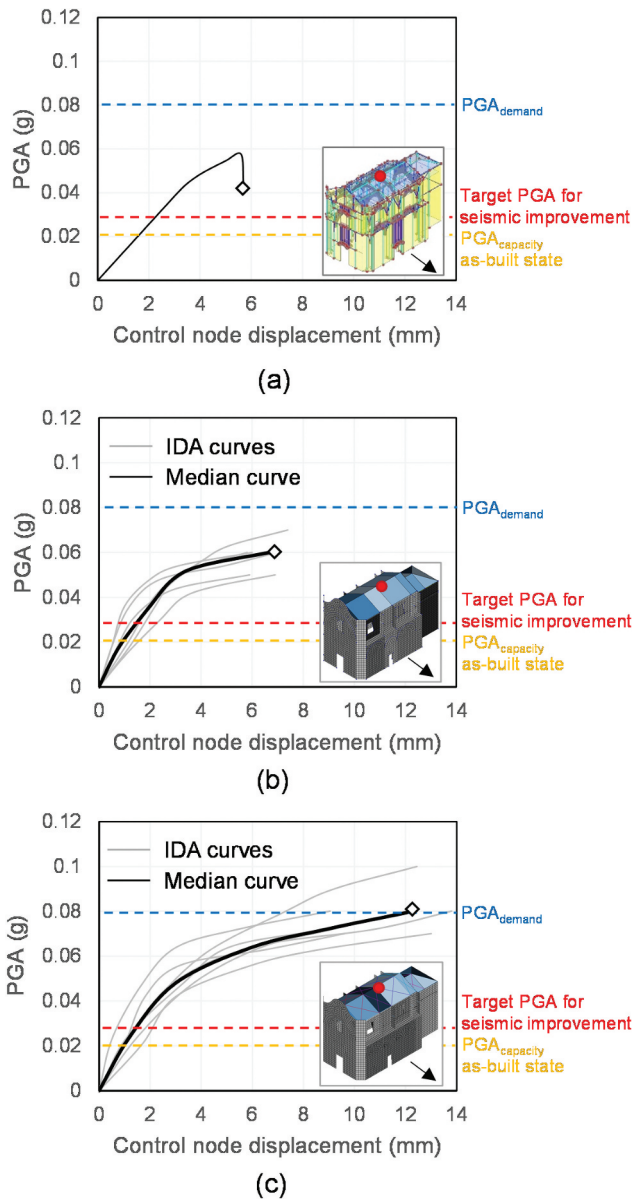 0.12
0.1
0.08
0.06
0.04
0.02
0
PGA (g)
PGAdemand
Target PGA for
seismic improvement
PGAcapacity
as-built state
0 2 4 6 8 10 12 14
Control node displacement (mm)
(a)
0.12
0.1
0.08
0.06
0.04
0.02
0
PGA (g)
IDA curves
Median curve
PGAdemand
Target PGA for
seismic improvement
PGAcapacity
as-built state
0 2 4 6 8 10 12 14
Control node displacement (mm)
(b)
0.12
0.1
0.08
0.06
0.04
0.02
0
PGA (g)
IDA curves
Median curve
PGAdemand
Target PGA for
seismic improvement
PGAcapacity
as-built state
0 2 4 6 8 10 12 14
Control node displacement (mm)
(c)